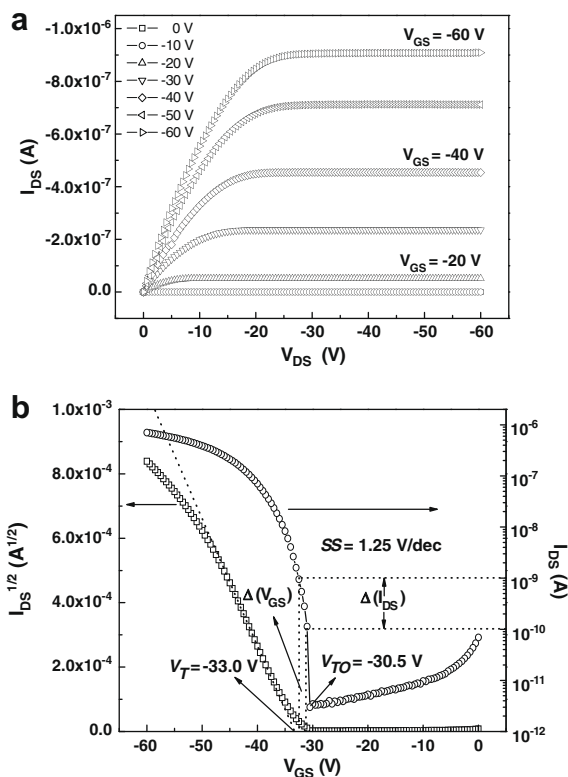 a
-1.0x10⁻⁶
-9.0x10⁻⁷
-7.0x10⁻⁷
-6.0x10⁻⁷
-4.0x10⁻⁷
-2.0x10⁻⁷
0.0
I_DS (A)
0 V
-10 V
-20 V
-30 V
-40 V
-50 V
-60 V
V_GS = -60 V
V_GS = -40 V
V_GS = -20 V
0 -10 -20 -30 -40 -50 -60
V_DS (V)
b
1.0x10⁻³
8.0x10⁻⁴
6.0x10⁻⁴
4.0x10⁻⁴
2.0x10⁻⁴
0.0
I_DS^1/2 (A^1/2)
SS = 1.25 V/dec
Δ(V_GS)
Δ(I_DS)
V_T = -33.0 V
V_TO = -30.5 V
10⁻⁶
10⁻⁷
10⁻⁸
10⁻⁹
10⁻¹⁰
10⁻¹¹
10⁻¹²
I_DS (A)
-60 -50 -40 -30 -20 -10 0
V_GS (V)